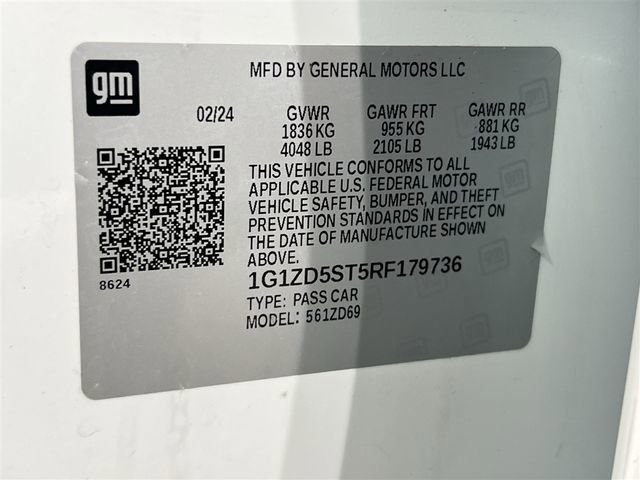 gm
MFD BY GENERAL MOTORS LLC
02/24 GVWR GAWR FRT GAWR RR
1836 KG 955 KG 881 KG
4048 LB 2105 LB 1943 LB
THIS VEHICLE CONFORMS TO ALL
APPLICABLE U.S. FEDERAL MOTOR
VEHICLE SAFETY, BUMPER, AND THEFT
PREVENTION STANDARDS IN EFFECT ON
THE DATE OF MANUFACTURE SHOWN
ABOVE.
8624
1G1ZD5ST5RF179736
TYPE: PASS CAR
MODEL: 561ZD69